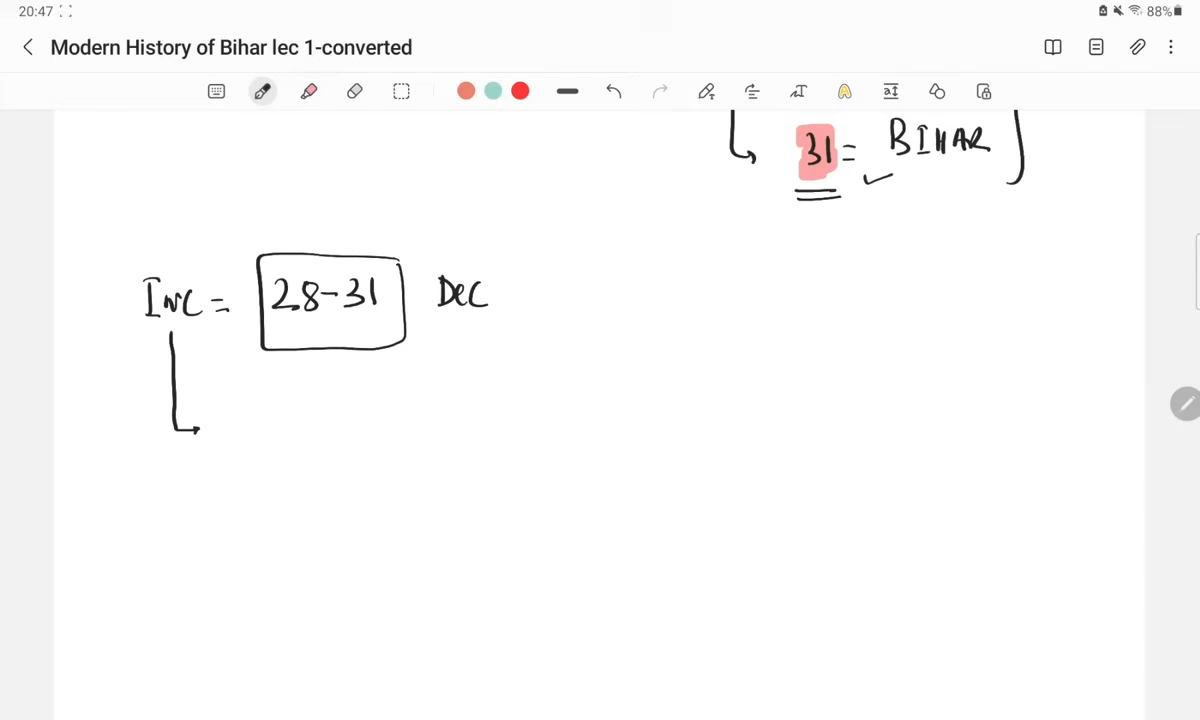 20:47
88%
Modern History of Bihar lec 1-converted
31 = BIHAR
INC = 28-31 Dec